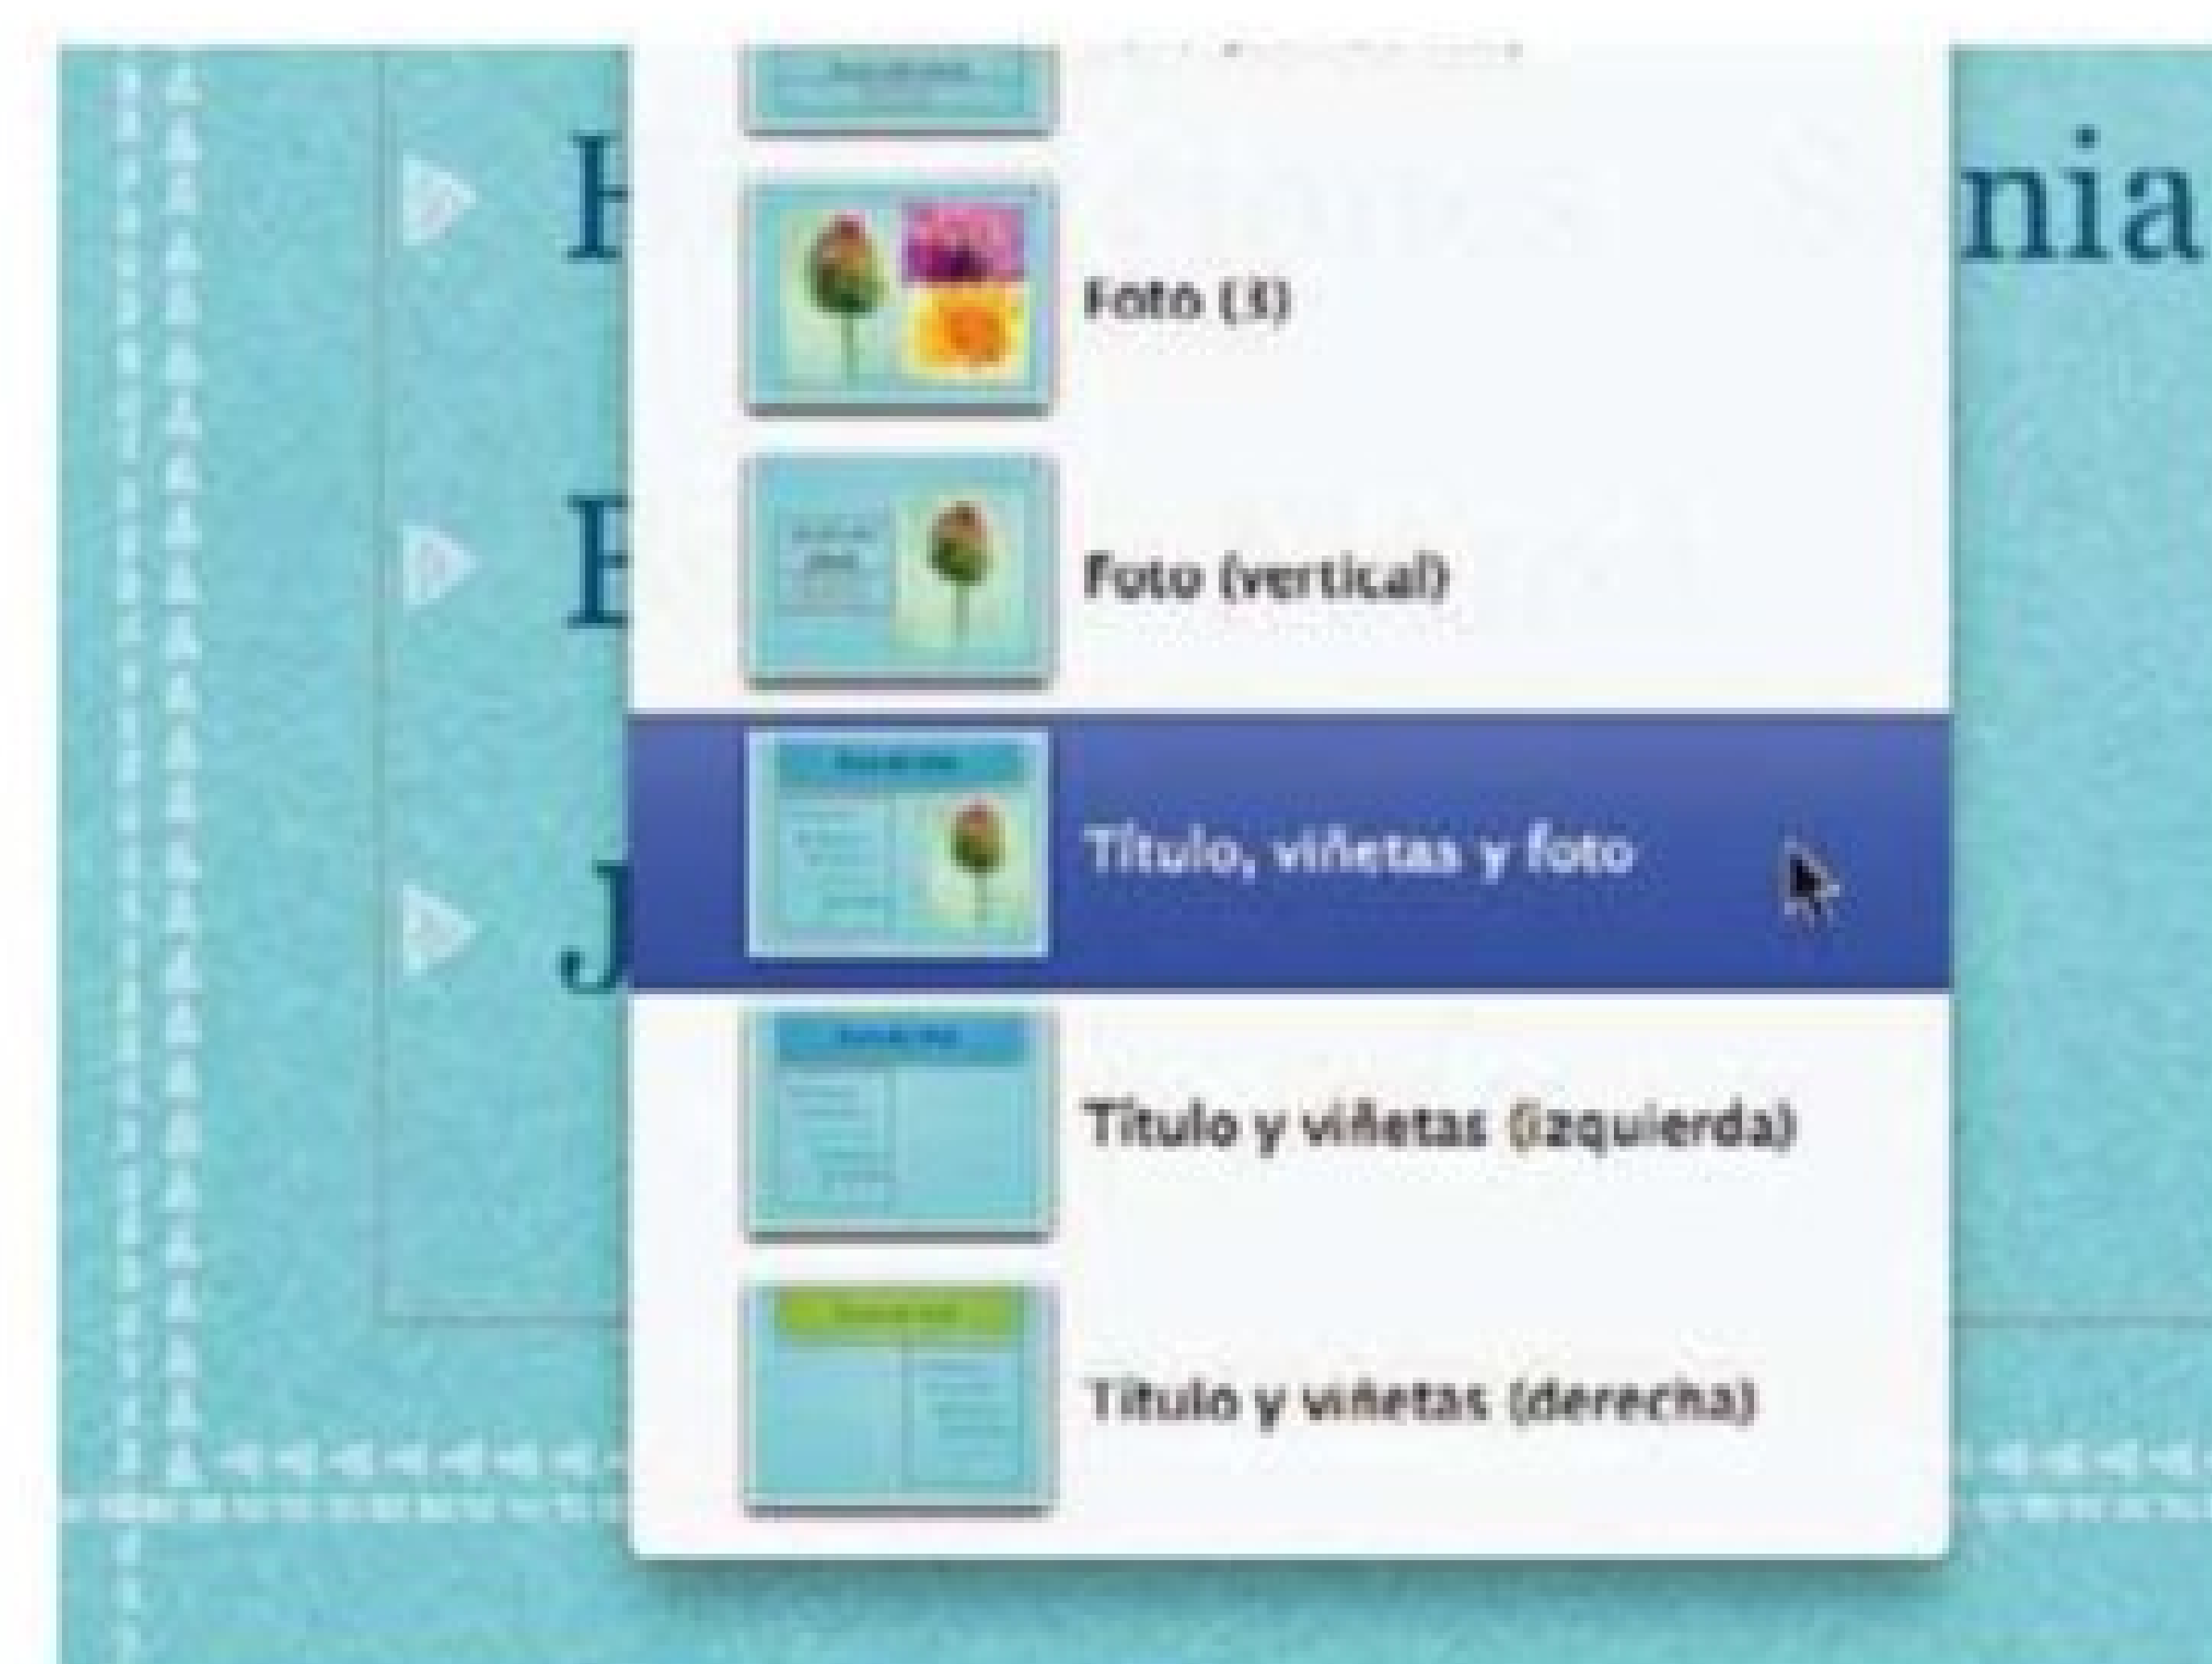 nia
Foto (3)
Foto (vertical)
J
Título, viñetas y foto
Título y viñetas (izquierda)
Título y viñetas (derecha)